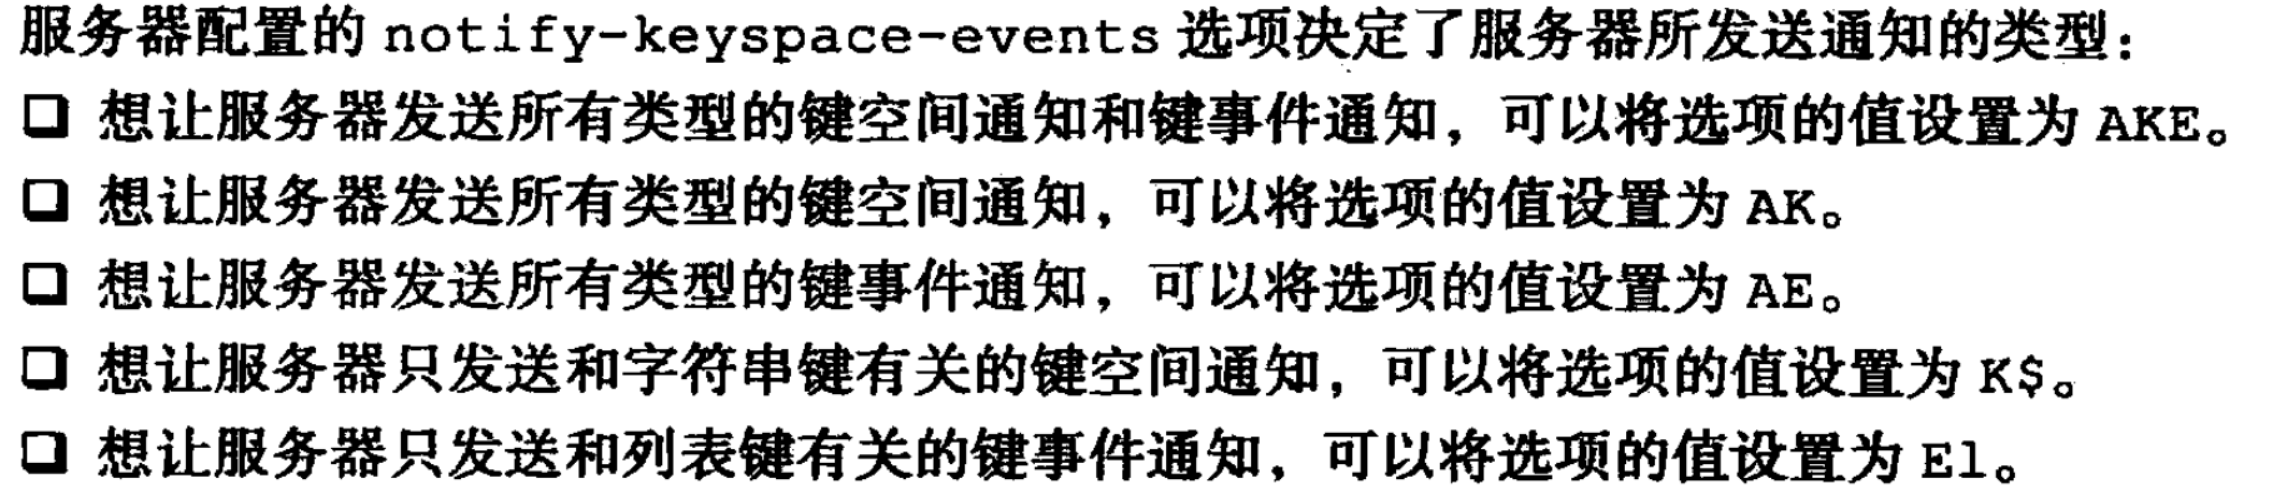 服务器配置的 notify-keyspace-events 选项决定了服务器所发送通知的类型：
❑ 想让服务器发送所有类型的键空间通知和键事件通知，可以将选项的值设置为 AKE。
❑ 想让服务器发送所有类型的键空间通知，可以将选项的值设置为 AK。
❑ 想让服务器发送所有类型的键事件通知，可以将选项的值设置为 AE。
❑ 想让服务器只发送和字符串键有关的键空间通知，可以将选项的值设置为 K$。
❑ 想让服务器只发送和列表键有关的键事件通知，可以将选项的值设置为 El。